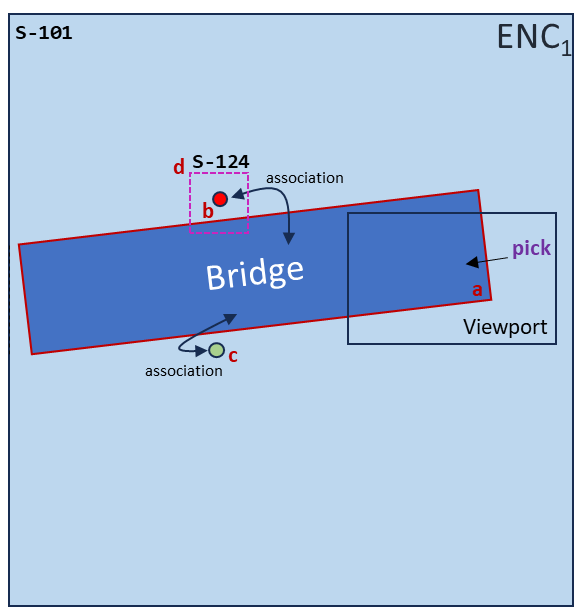 S-101
ENC1
d
S-124
association
b
Bridge
pick
a
Viewport
c
association